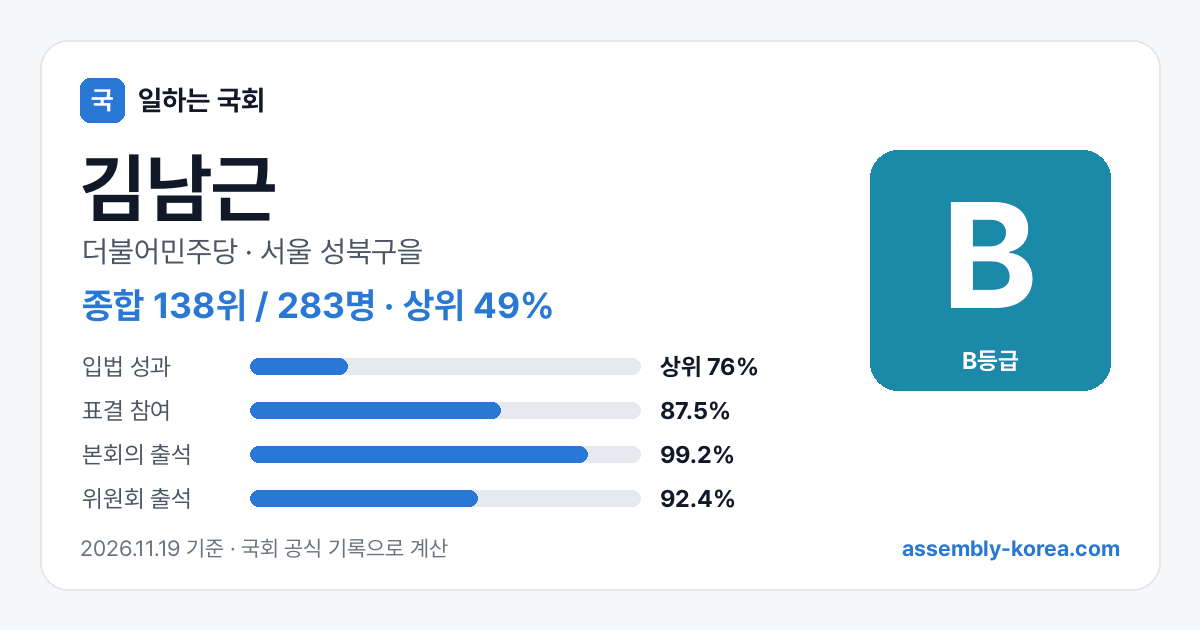 국 일하는 국회
김남근
더불어민주당 · 서울 성북구을
종합 138위 / 283명 · 상위 49%
B
B등급
입법 성과 상위 76%
표결 참여 87.5%
본회의 출석 99.2%
위원회 출석 92.4%
2026.11.19 기준 · 국회 공식 기록으로 계산
assembly-korea.com